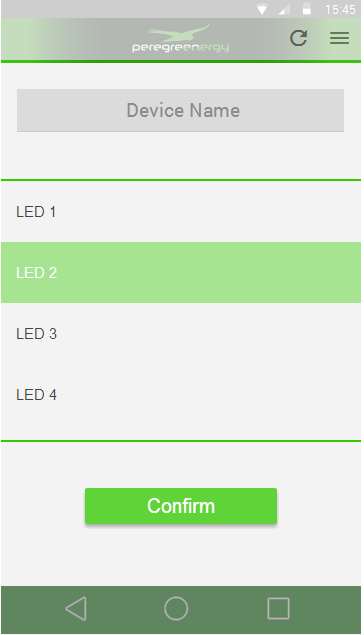 15:45
peregreenergy
Device Name
LED 1
LED 2
LED 3
LED 4
Confirm